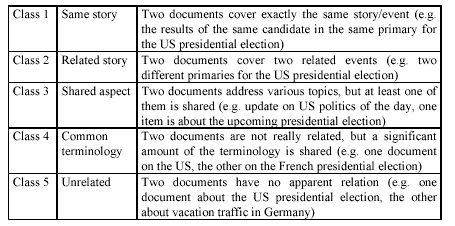 Class 1 Same story Two documents cover exactly the same story/event (e.g.
the results of the same candidate in the same primary for
the US presidential election)
Class 2 Related story Two documents cover two related events (e.g. two
different primaries for the US presidential election)
Class 3 Shared aspect Two documents address various topics, but at least one of
them is shared (e.g. update on US politics of the day, one
item is about the upcoming presidential election)
Class 4 Common Two documents are not really related, but a significant
terminology amount of the terminology is shared (e.g. one document
on the US, the other on the French presidential election)
Class 5 Unrelated Two documents have no apparent relation (e.g. one
document about the US presidential election, the other
about vacation traffic in Germany)